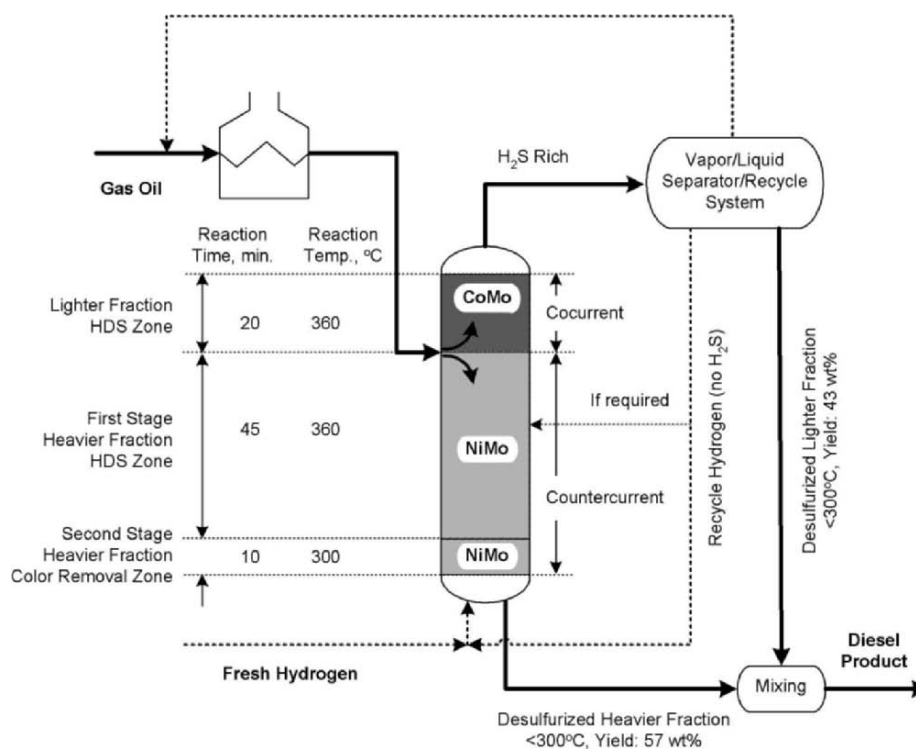 H2S Rich
Vapor/Liquid
Separator/Recycle
System
Gas Oil
Reaction
Time, min.
Reaction
Temp., ºC
Lighter Fraction
HDS Zone
20
360
CoMo
Cocurrent
First Stage
Heavier Fraction
HDS Zone
45
360
NiMo
If required
Countercurrent
Second Stage
Heavier Fraction
Color Removal Zone
10
300
NiMo
Recycle Hydrogen (no H2S)
Desulfurized Lighter Fraction
<300ºC, Yield: 43 wt%
Fresh Hydrogen
Desulfurized Heavier Fraction
<300ºC, Yield: 57 wt%
Mixing
Diesel
Product